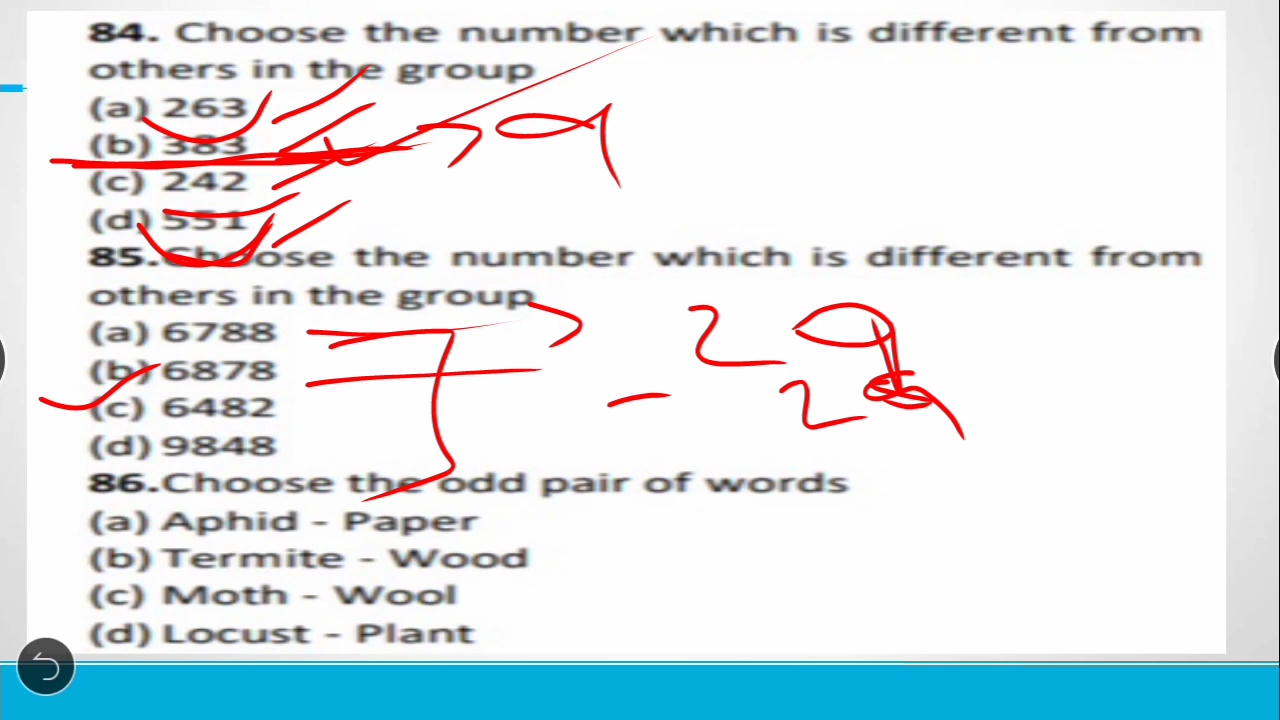 84. Choose the number which is different from
others in the group
(a) 263
(b) 383
(c) 242
(d) 551
85.Choose the number which is different from
others in the group
(a) 6788
(b) 6878
(c) 6482
(d) 9848
29
29
86.Choose the odd pair of words
(a) Aphid - Paper
(b) Termite - Wood
(c) Moth - Wool
(d) Locust - Plant